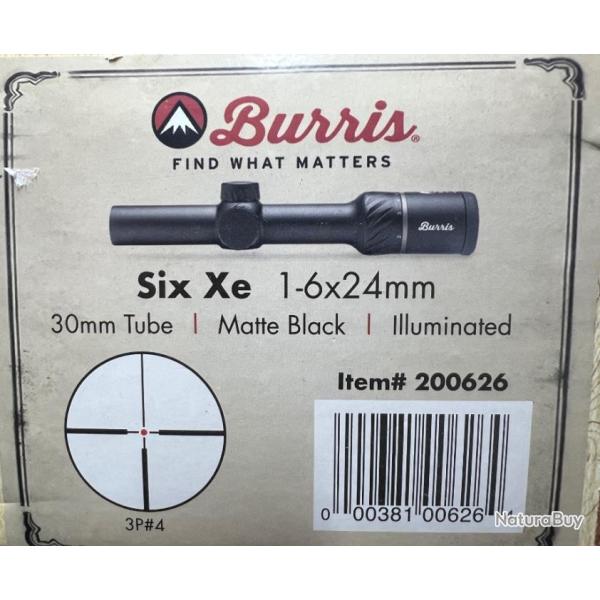 Burris®
FIND WHAT MATTERS
Burris
Six Xe 1-6x24mm
30mm Tube | Matte Black | Illuminated
Item# 200626
3P#4
0 00381 00626
NaturaBuy